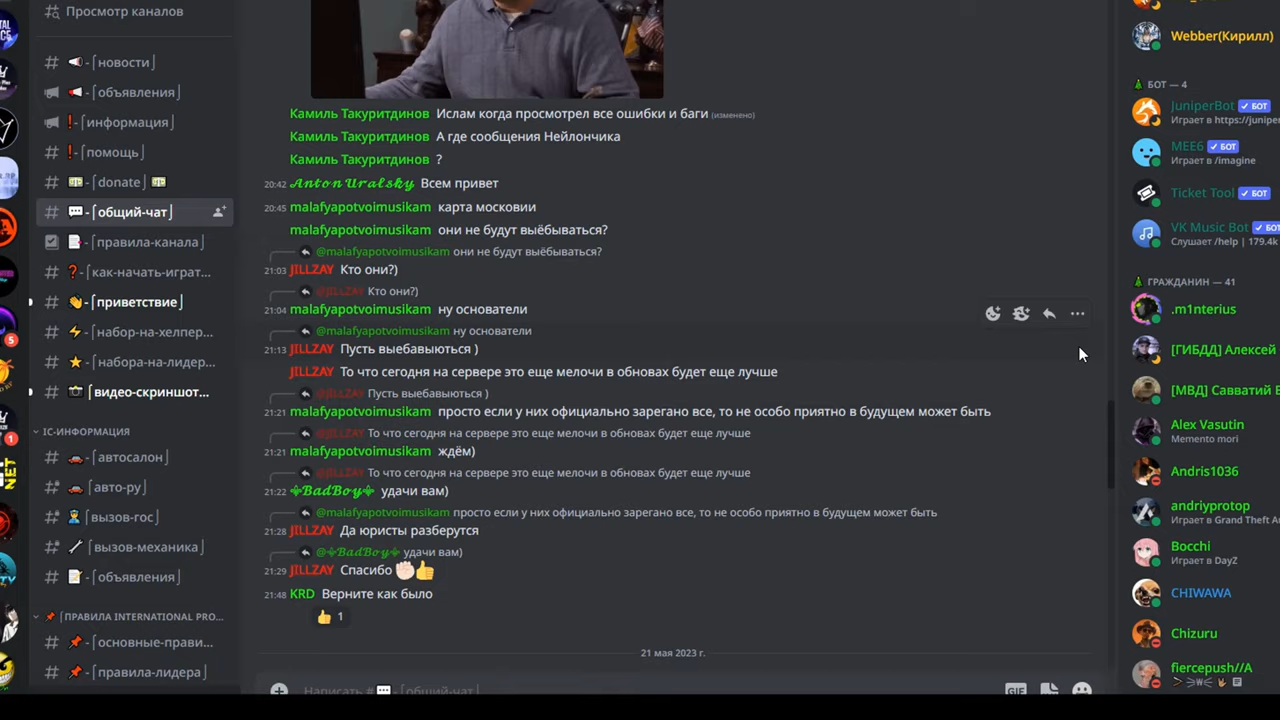 Просмотр каналов
новости
объявления
информация
помощь
donate
общий-чат
правила-канала
как-начать-играт...
приветствие
набор-на-хелпер...
набора-на-лидер...
видео-скриншот...
IC-ИНФОРМАЦИЯ
автосалон
авто-ру
вызов-гос
вызов-механика
объявления
ПРАВИЛА INTERNATIONAL PRO...
основные-прави...
правила-лидера
Камиль Такуритдинов Ислам когда просмотрел все ошибки и баги (изменено)
Камиль Такуритдинов А где сообщения Нейлончика
Камиль Такуритдинов ?
20:42 Anton Uralsky Всем привет
20:45 malafyapotvoimusikam карта московии
malafyapotvoimusikam они не будут выёбываться?
@malafyapotvoimusikam они не будут выёбываться?
21:03 JILLZAY Кто они?)
@JILLZAY Кто они?)
21:04 malafyapotvoimusikam ну основатели
@malafyapotvoimusikam ну основатели
21:13 JILLZAY Пусть выебавыються )
JILLZAY То что сегодня на сервере это еще мелочи в обновах будет еще лучше
@JILLZAY Пусть выебавыються )
21:21 malafyapotvoimusikam просто если у них официально зарегано все, то не особо приятно в будущем может быть
@JILLZAY То что сегодня на сервере это еще мелочи в обновах будет еще лучше
21:21 malafyapotvoimusikam ждём)
@JILLZAY То что сегодня на сервере это еще мелочи в обновах будет еще лучше
21:22 BadBoy удачи вам)
@malafyapotvoimusikam просто если у них официально зарегано все, то не особо приятно в будущем может быть
21:28 JILLZAY Да юристы разберутся
@BadBoy удачи вам)
21:29 JILLZAY Спасибо ✊🏻👍
21:48 KRD Верните как было
👍 1
21 мая 2023 г.
Написать #💬-[общий-чат]
GIF
Webber(Кирилл)
БОТ — 4
JuniperBot ✓ БОТ
Играет в https://juniper
MEE6 ✓ БОТ
Играет в /imagine
Ticket Tool ✓ БОТ
VK Music Bot ✓ БОТ
Слушает /help | 179.4k
ГРАЖДАНИН — 41
.m1nterius
[ГИБДД] Алексей
[МВД] Савватий
Alex Vasutin
Memento mori
Andris1036
andriyprotop
Играет в Grand Theft A
Bocchi
Играет в DayZ
CHIWAWA
Chizuru
fiercepush//A